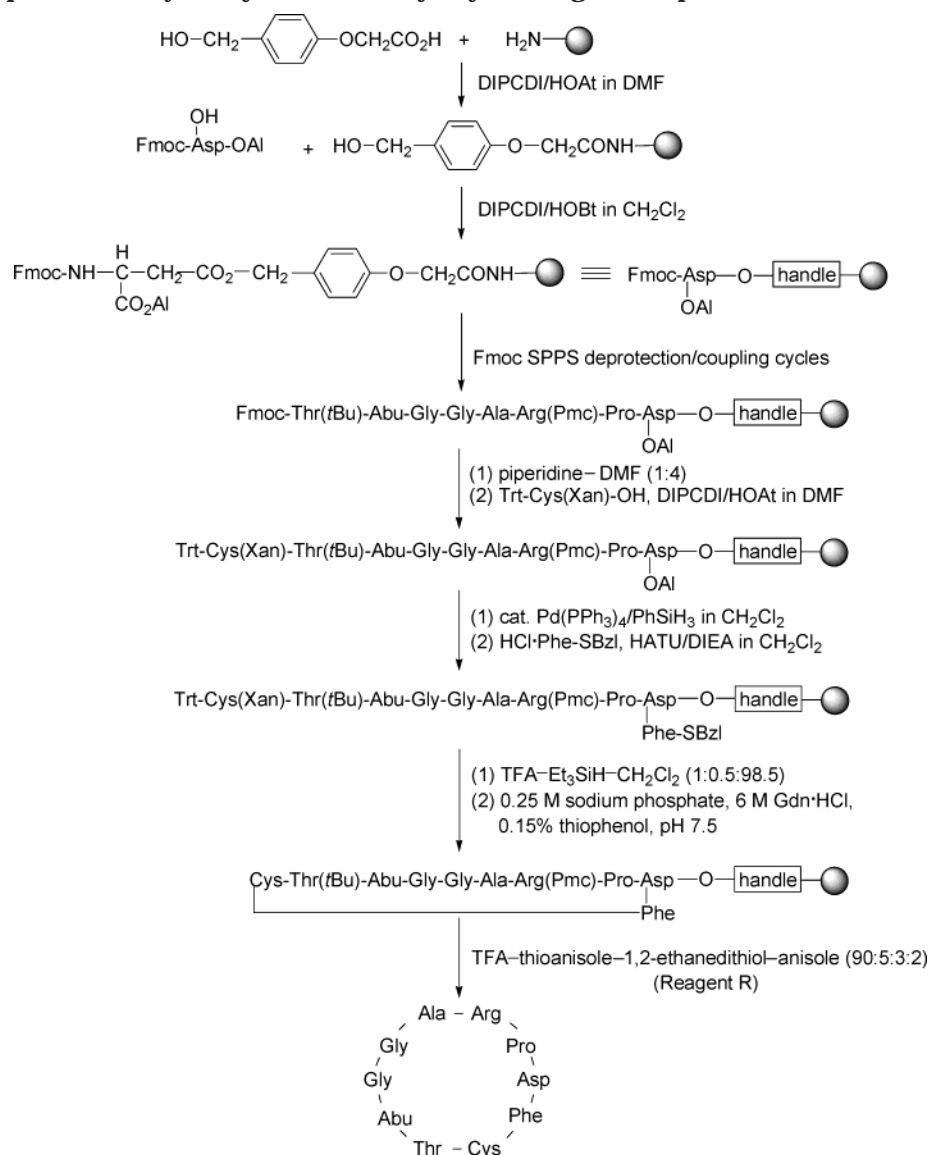 HO–CH2 OCH2CO2H + H2N
DIPCDI/HOAt in DMF
OH
Fmoc-Asp-OAl + HO–CH2 O–CH2CONH
DIPCDI/HOBt in CH2Cl2
H
Fmoc-NH CH2–CO2–CH2 O–CH2CONH ≡ Fmoc-Asp–O–handle
CO2Al OAl
Fmoc SPPS deprotection/coupling cycles
Fmoc-Thr(tBu)-Abu-Gly-Gly-Ala-Arg(Pmc)-Pro-Asp–O–handle
OAl
(1) piperidine–DMF (1:4)
(2) Trt-Cys(Xan)-OH, DIPCDI/HOAt in DMF
Trt-Cys(Xan)-Thr(tBu)-Abu-Gly-Gly-Ala-Arg(Pmc)-Pro-Asp–O–handle
OAl
(1) cat. Pd(PPh3)4/PhSiH3 in CH2Cl2
(2) HCl•Phe-SBzl, HATU/DIEA in CH2Cl2
Trt-Cys(Xan)-Thr(tBu)-Abu-Gly-Gly-Ala-Arg(Pmc)-Pro-Asp–O–handle
Phe-SBzl
(1) TFA–Et3SiH–CH2Cl2 (1:0.5:98.5)
(2) 0.25 M sodium phosphate, 6 M Gdn•HCl,
0.15% thiophenol, pH 7.5
Cys-Thr(tBu)-Abu-Gly-Gly-Ala-Arg(Pmc)-Pro-Asp–O–handle
Phe
TFA–thioanisole–1,2-ethanedithiol–anisole (90:5:3:2)
(Reagent R)
Ala – Arg
Gly Pro
Gly Asp
Abu Phe
Thr – Cys